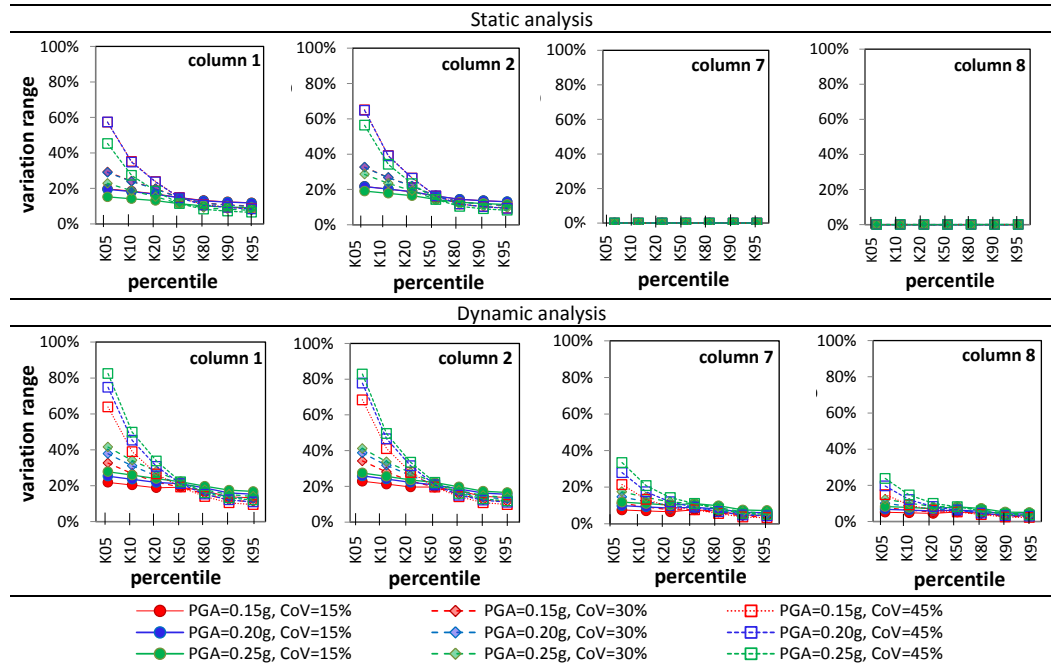 Static analysis
variation range
100%
80%
60%
40%
20%
0%
column 1
K05 K10 K20 K50 K80 K90 K95
percentile
100%
80%
60%
40%
20%
0%
column 2
K05 K10 K20 K50 K80 K90 K95
percentile
100%
80%
60%
40%
20%
0%
column 7
K05 K10 K20 K50 K80 K90 K95
percentile
100%
80%
60%
40%
20%
0%
column 8
K05 K10 K20 K50 K80 K90 K95
percentile
Dynamic analysis
variation range
100%
80%
60%
40%
20%
0%
column 1
K05 K10 K20 K50 K80 K90 K95
percentile
100%
80%
60%
40%
20%
0%
column 2
K05 K10 K20 K50 K80 K90 K95
percentile
100%
80%
60%
40%
20%
0%
column 7
K05 K10 K20 K50 K80 K90 K95
percentile
100%
80%
60%
40%
20%
0%
column 8
K05 K10 K20 K50 K80 K90 K95
percentile
PGA=0.15g, CoV=15% PGA=0.15g, CoV=30% PGA=0.15g, CoV=45%
PGA=0.20g, CoV=15% PGA=0.20g, CoV=30% PGA=0.20g, CoV=45%
PGA=0.25g, CoV=15% PGA=0.25g, CoV=30% PGA=0.25g, CoV=45%